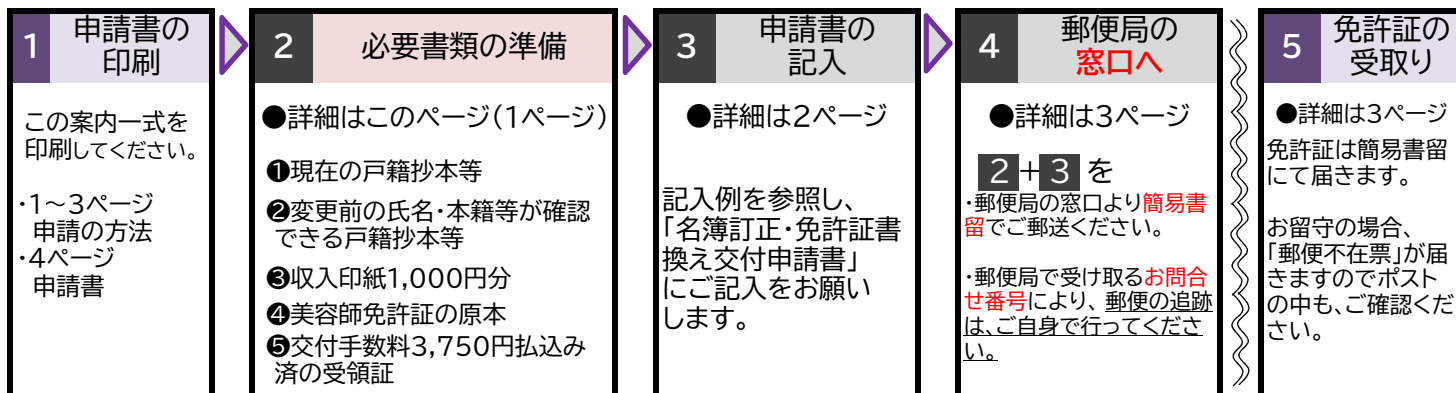 1
申請書の
印刷
この案内一式を
印刷してください。
・1～3ページ
申請の方法
・4ページ
申請書
2
必要書類の準備
●詳細はこのページ(1ページ)
❶現在の戸籍抄本等
❷変更前の氏名・本籍等が確認
できる戸籍抄本等
❸収入印紙1,000円分
❹美容師免許証の原本
❺交付手数料3,750円払込み
済の受領証
3
申請書の
記入
●詳細は2ページ
記入例を参照し、
「名簿訂正・免許証書
換え交付申請書」
にご記入をお願い
します。
4
郵便局の
窓口へ
●詳細は3ページ
2+3 を
・郵便局の窓口より簡易書
留でご郵送ください。
・郵便局で受け取るお問合
せ番号により、郵便の追跡
は、ご自身で行ってくださ
い。
5
免許証の
受取り
●詳細は3ページ
免許証は簡易書留
にて届きます。
お留守の場合、
「郵便不在票」が届
きますのでポスト
の中も、ご確認くだ
さい。